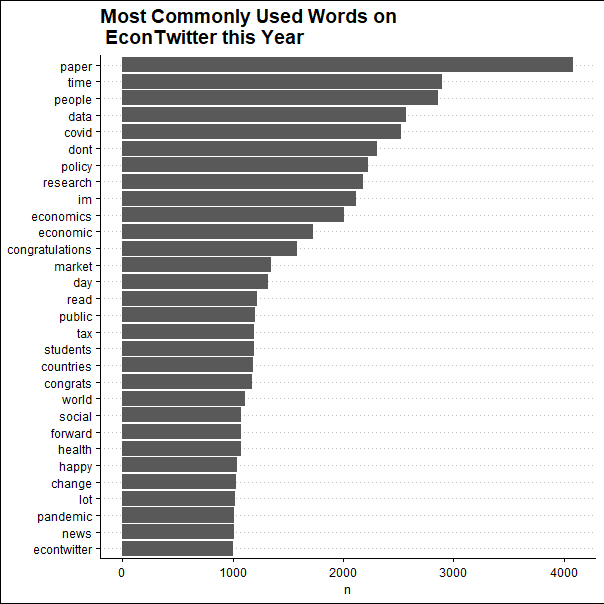 Most Commonly Used Words on
EconTwitter this Year
paper
time
people
data
covid
dont
policy
research
im
economics
economic
congratulations
market
day
read
public
tax
students
countries
congrats
world
social
forward
health
happy
change
lot
pandemic
news
econtwitter
0 1000 2000 3000 4000
n